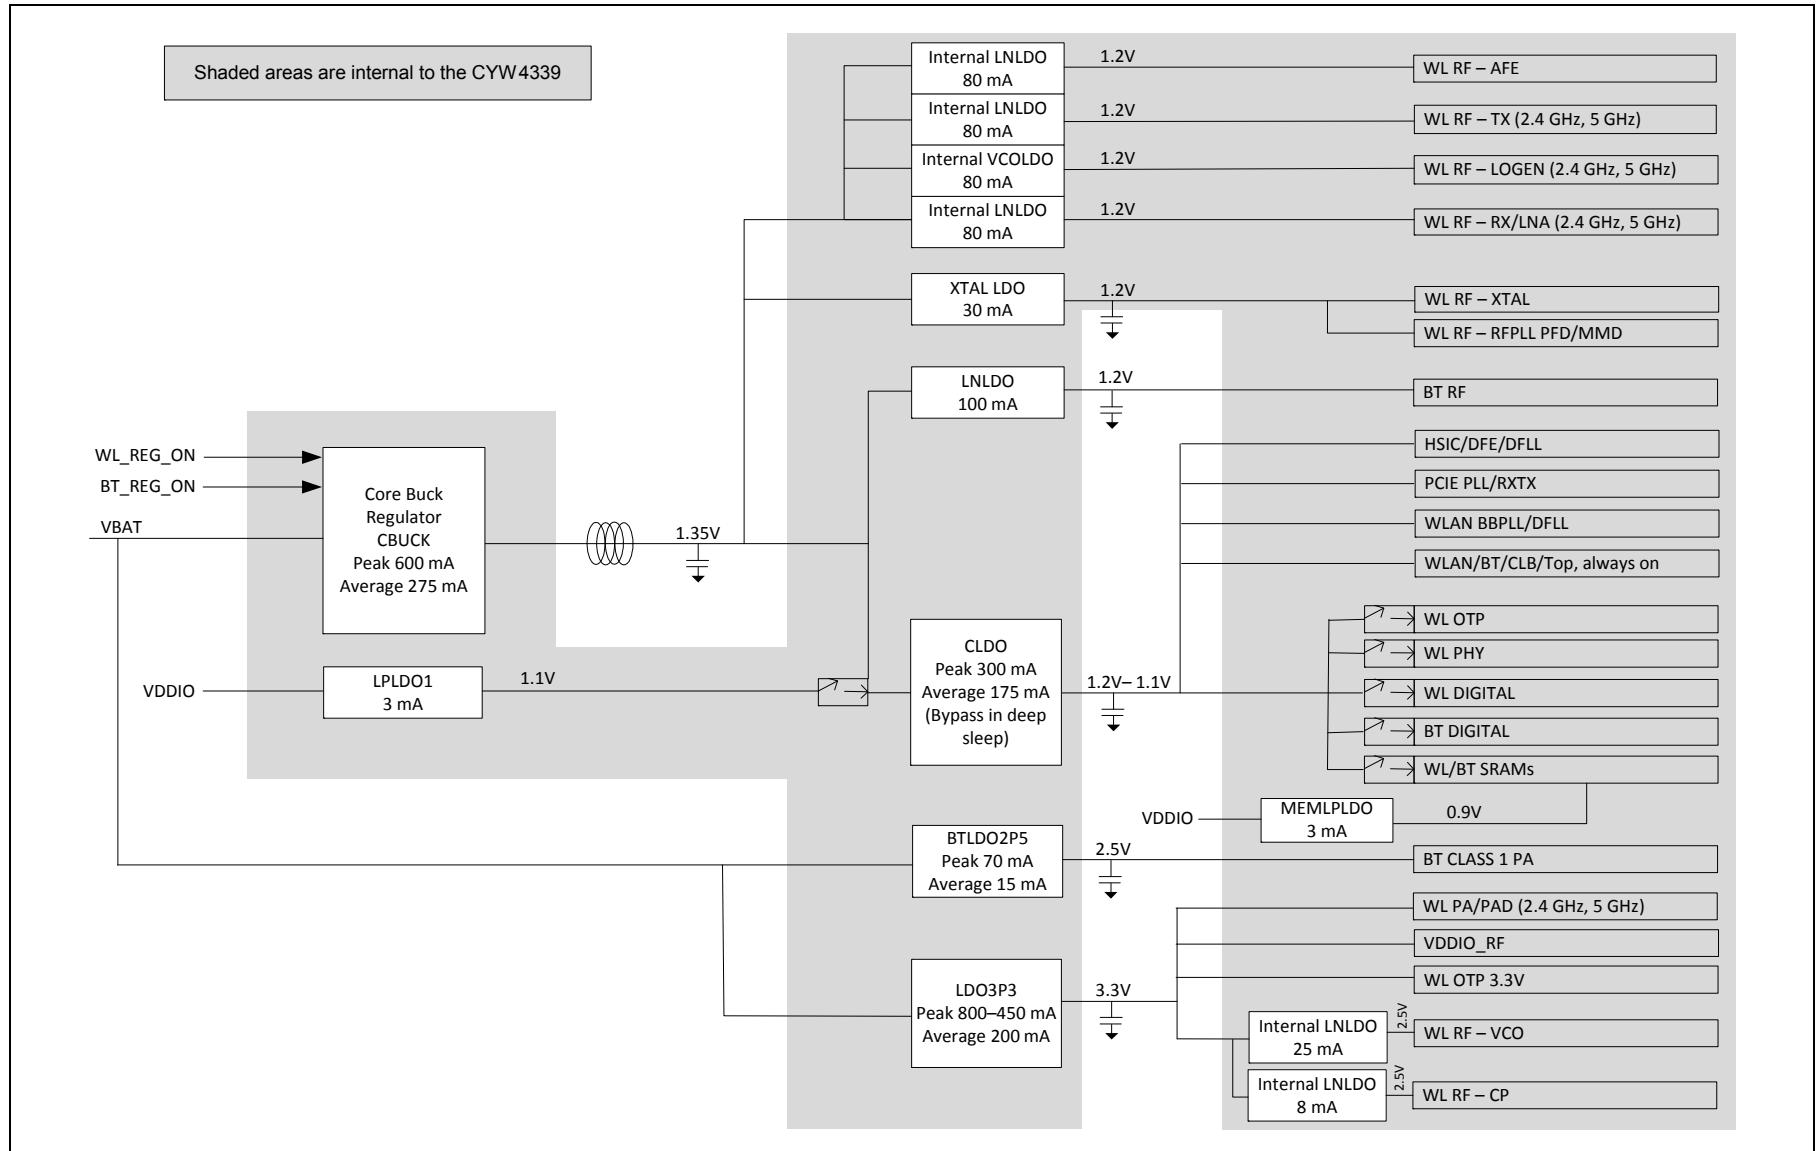 Shaded areas are internal to the CYW4339
Internal LNLDO
80 mA
1.2V
WL RF – AFE
Internal LNLDO
80 mA
1.2V
WL RF – TX (2.4 GHz, 5 GHz)
Internal VCOLDO
80 mA
1.2V
WL RF – LOGEN (2.4 GHz, 5 GHz)
Internal LNLDO
80 mA
1.2V
WL RF – RX/LNA (2.4 GHz, 5 GHz)
XTAL LDO
30 mA
1.2V
WL RF – XTAL
WL RF – RFPLL PFD/MMD
LNLDO
100 mA
1.2V
BT RF
WL_REG_ON
BT_REG_ON
VBAT
Core Buck
Regulator
CBUCK
Peak 600 mA
Average 275 mA
1.35V
HSIC/DFE/DFLL
PCIE PLL/RXTX
WLAN BBPLL/DFLL
WLAN/BT/CLB/Top, always on
VDDIO
LPLDO1
3 mA
1.1V
CLDO
Peak 300 mA
Average 175 mA
(Bypass in deep
sleep)
1.2V– 1.1V
WL OTP
WL PHY
WL DIGITAL
BT DIGITAL
WL/BT SRAMs
VDDIO
MEMLPLDO
3 mA
0.9V
BTLDO2P5
Peak 70 mA
Average 15 mA
2.5V
BT CLASS 1 PA
LDO3P3
Peak 800–450 mA
Average 200 mA
3.3V
WL PA/PAD (2.4 GHz, 5 GHz)
VDDIO_RF
WL OTP 3.3V
Internal LNLDO
25 mA
2.5V
WL RF – VCO
Internal LNLDO
8 mA
2.5V
WL RF – CP